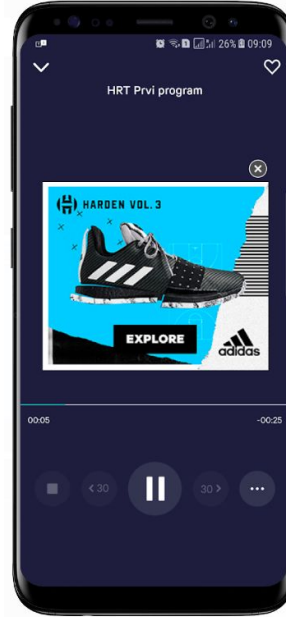 26% 09:09
HRT Prvi program
HARDEN VOL.3
EXPLORE
adidas
00:05
-00:25
<30
30>